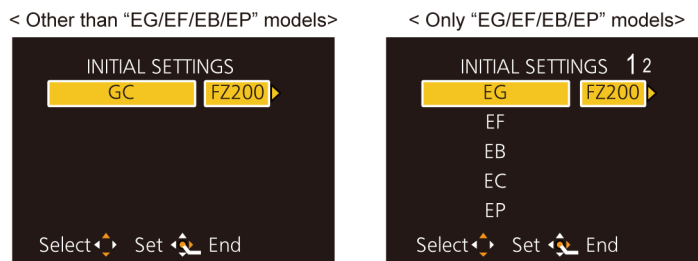 < Other than “EG/EF/EB/EP” models>
INITIAL SETTINGS
GC FZ200
Select Set End
< Only “EG/EF/EB/EP” models>
INITIAL SETTINGS 1 2
EG FZ200
EF
EB
EC
EP
Select Set End